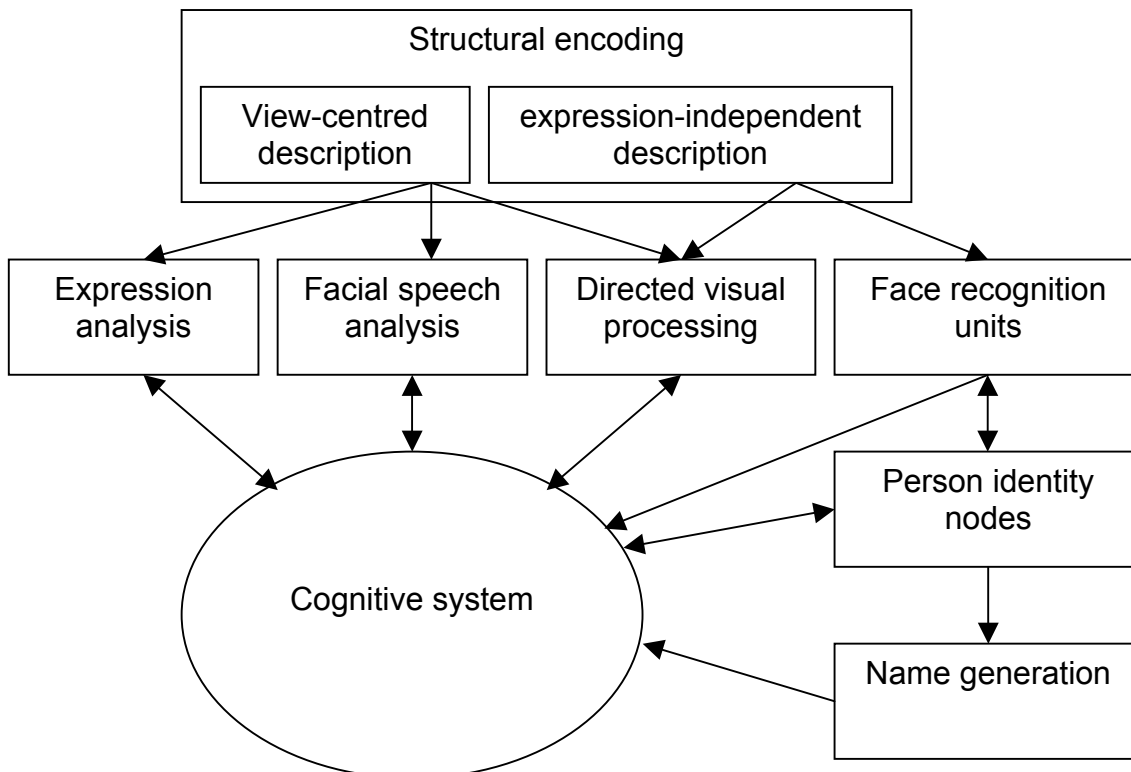 Structural encoding
View-centred
description
expression-independent
description
Expression
analysis
Facial speech
analysis
Directed visual
processing
Face recognition
units
Person identity
nodes
Cognitive system
Name generation